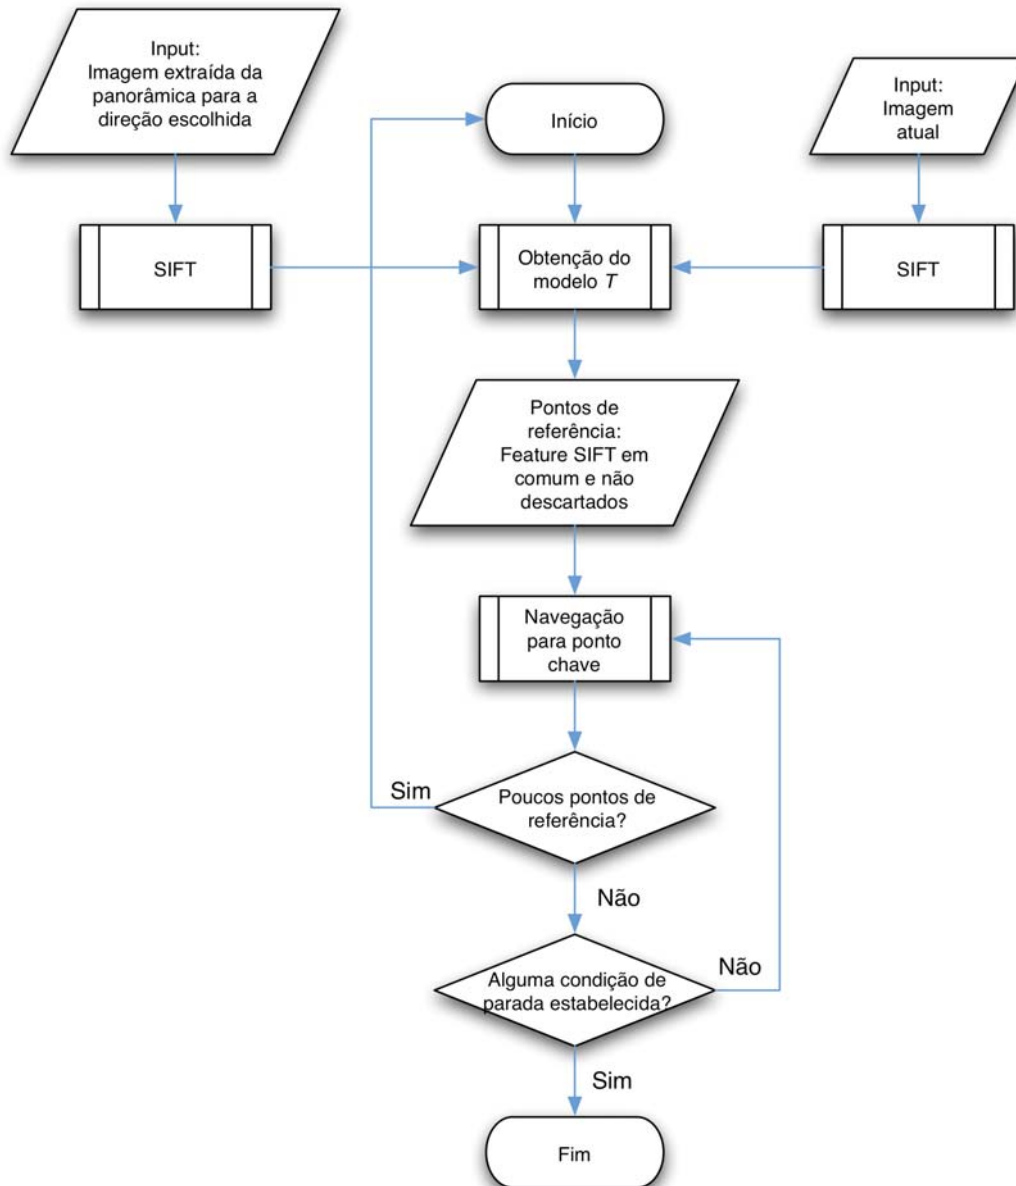 Input:
Imagem extraída da
panorâmica para a
direção escolhida
Início
Input:
Imagem
atual
SIFT
Obtenção do
modelo T
SIFT
Pontos de
referência:
Feature SIFT em
comum e não
descartados
Navegação
para ponto
chave
Sim
Poucos pontos de
referência?
Não
Alguma condição de
parada estabelecida?
Não
Sim
Fim